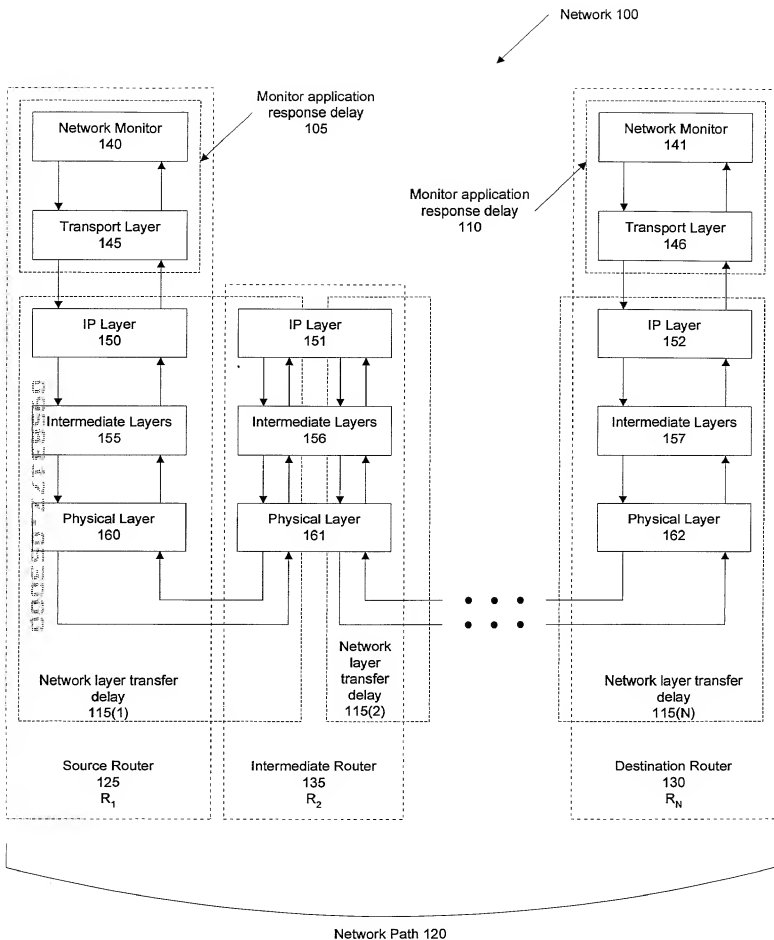 Network 100
Monitor application
response delay
105
Network Monitor
140
Transport Layer
145
Network Monitor
141
Monitor application
response delay
110
Transport Layer
146
IP Layer
150
IP Layer
151
IP Layer
152
Intermediate Layers
155
Intermediate Layers
156
Intermediate Layers
157
Physical Layer
160
Physical Layer
161
Physical Layer
162
Network layer transfer
delay
115(1)
Network
layer
transfer
delay
115(2)
Network layer transfer
delay
115(N)
Source Router
125
R1
Intermediate Router
135
R2
Destination Router
130
RN
Network Path 120